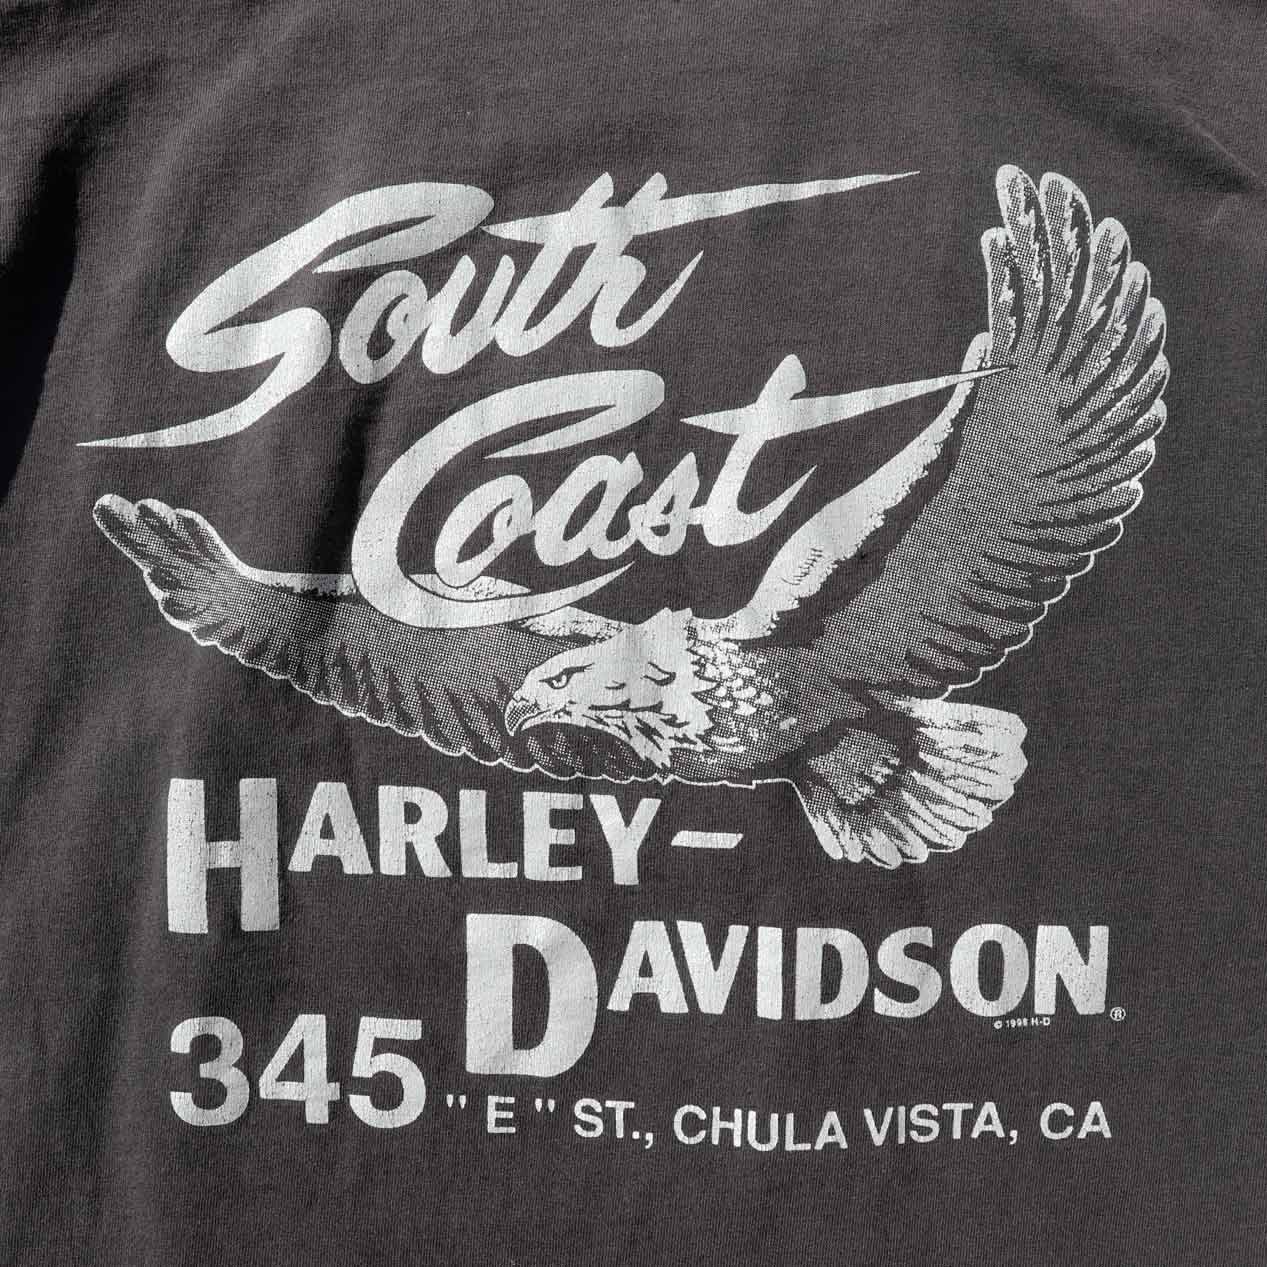 South
Coast
HARLEY-
DAVIDSON®
© 1998 H-D
345 "E" ST., CHULA VISTA, CA